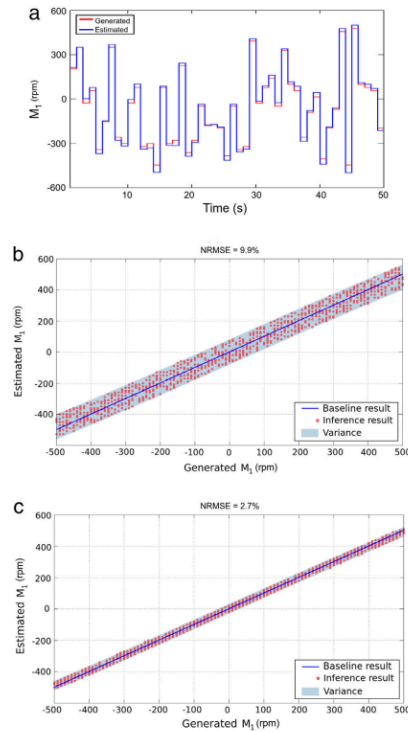 a
Generated
Estimated
600
300
0
-300
-600
M1 (rpm)
10
20
30
40
50
Time (s)
b
NRMSE = 9.9%
600
400
200
0
-200
-400
Estimated M1 (rpm)
-500
-400
-300
-200
-100
0
100
200
300
400
500
Generated M1 (rpm)
Baseline result
Inference result
Variance
c
NRMSE = 2.7%
600
400
200
0
-200
-400
Estimated M1 (rpm)
-500
-400
-300
-200
-100
0
100
200
300
400
500
Generated M1 (rpm)
Baseline result
Inference result
Variance